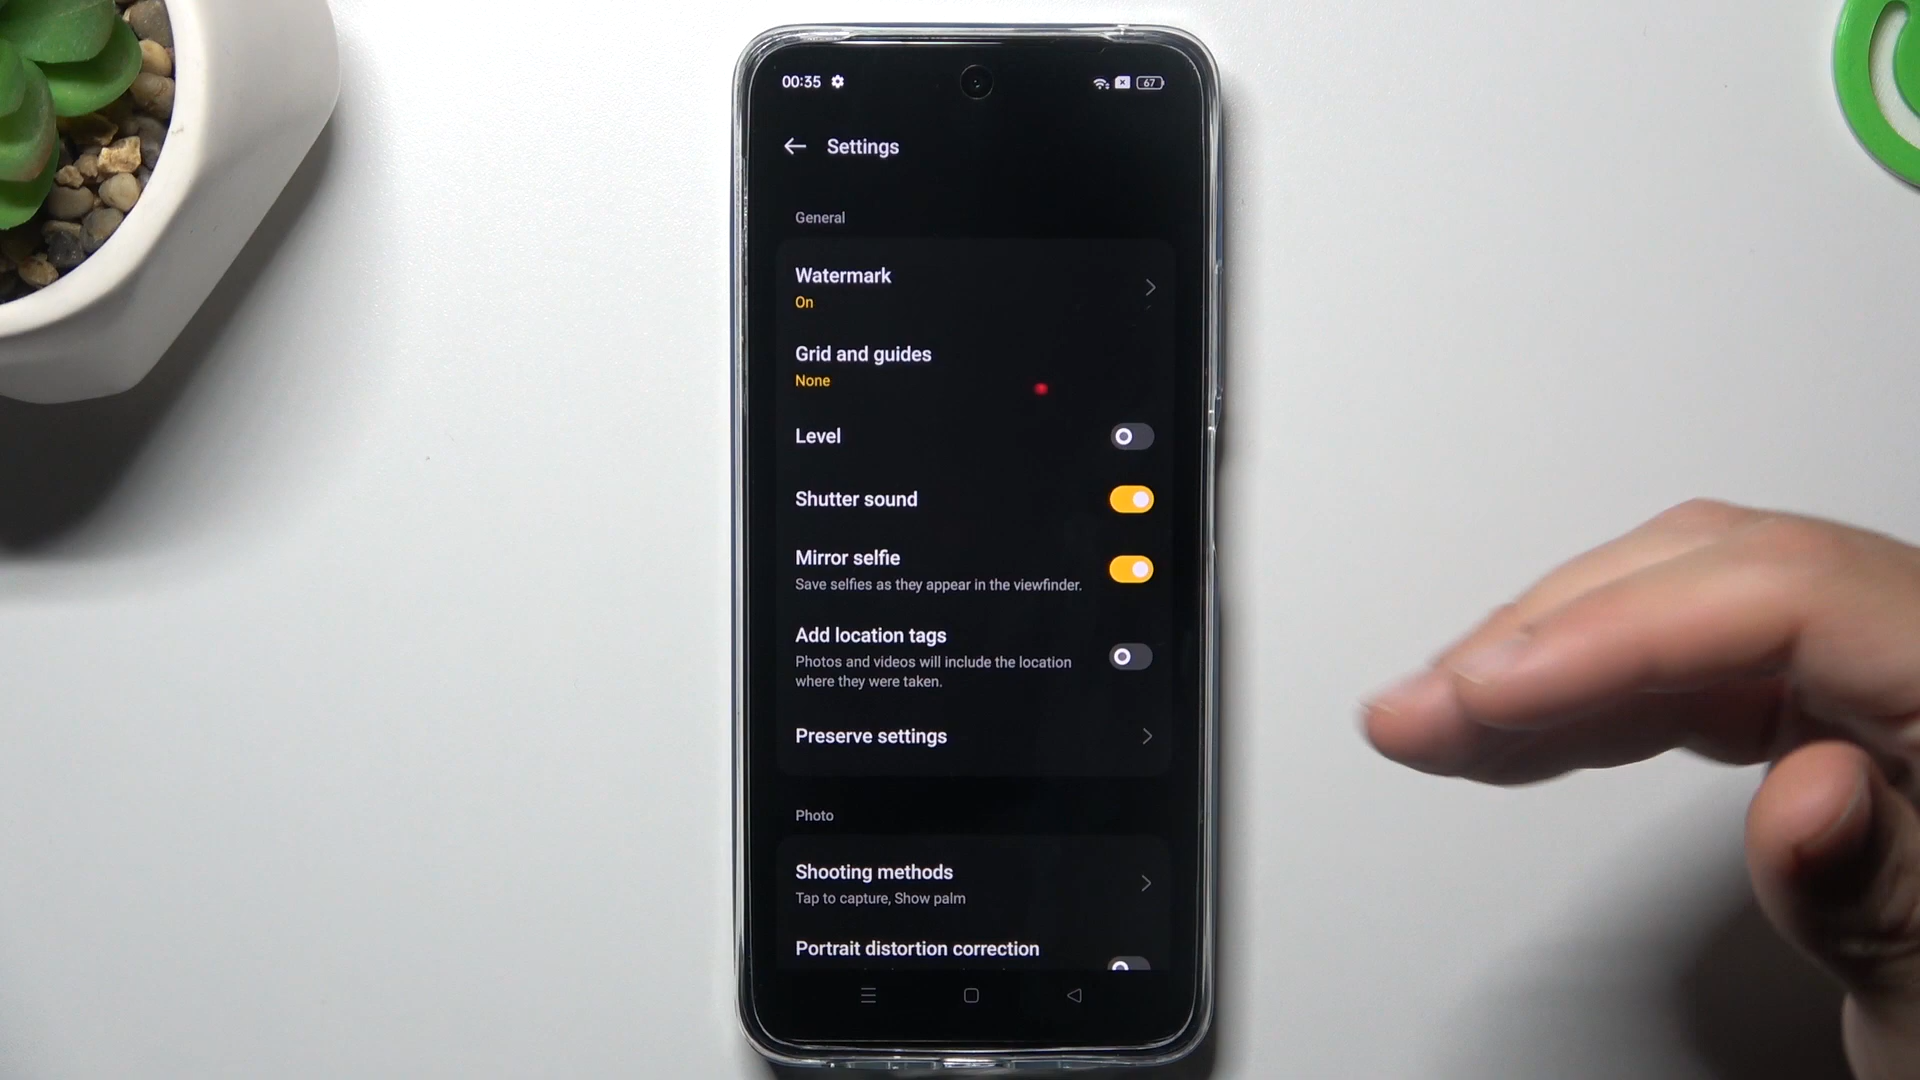 00:35
67
Settings
General
Watermark
On
Grid and guides
None
Level
Shutter sound
Mirror selfie
Save selfies as they appear in the viewfinder.
Add location tags
Photos and videos will include the location
where they were taken.
Preserve settings
Photo
Shooting methods
Tap to capture, Show palm
Portrait distortion correction